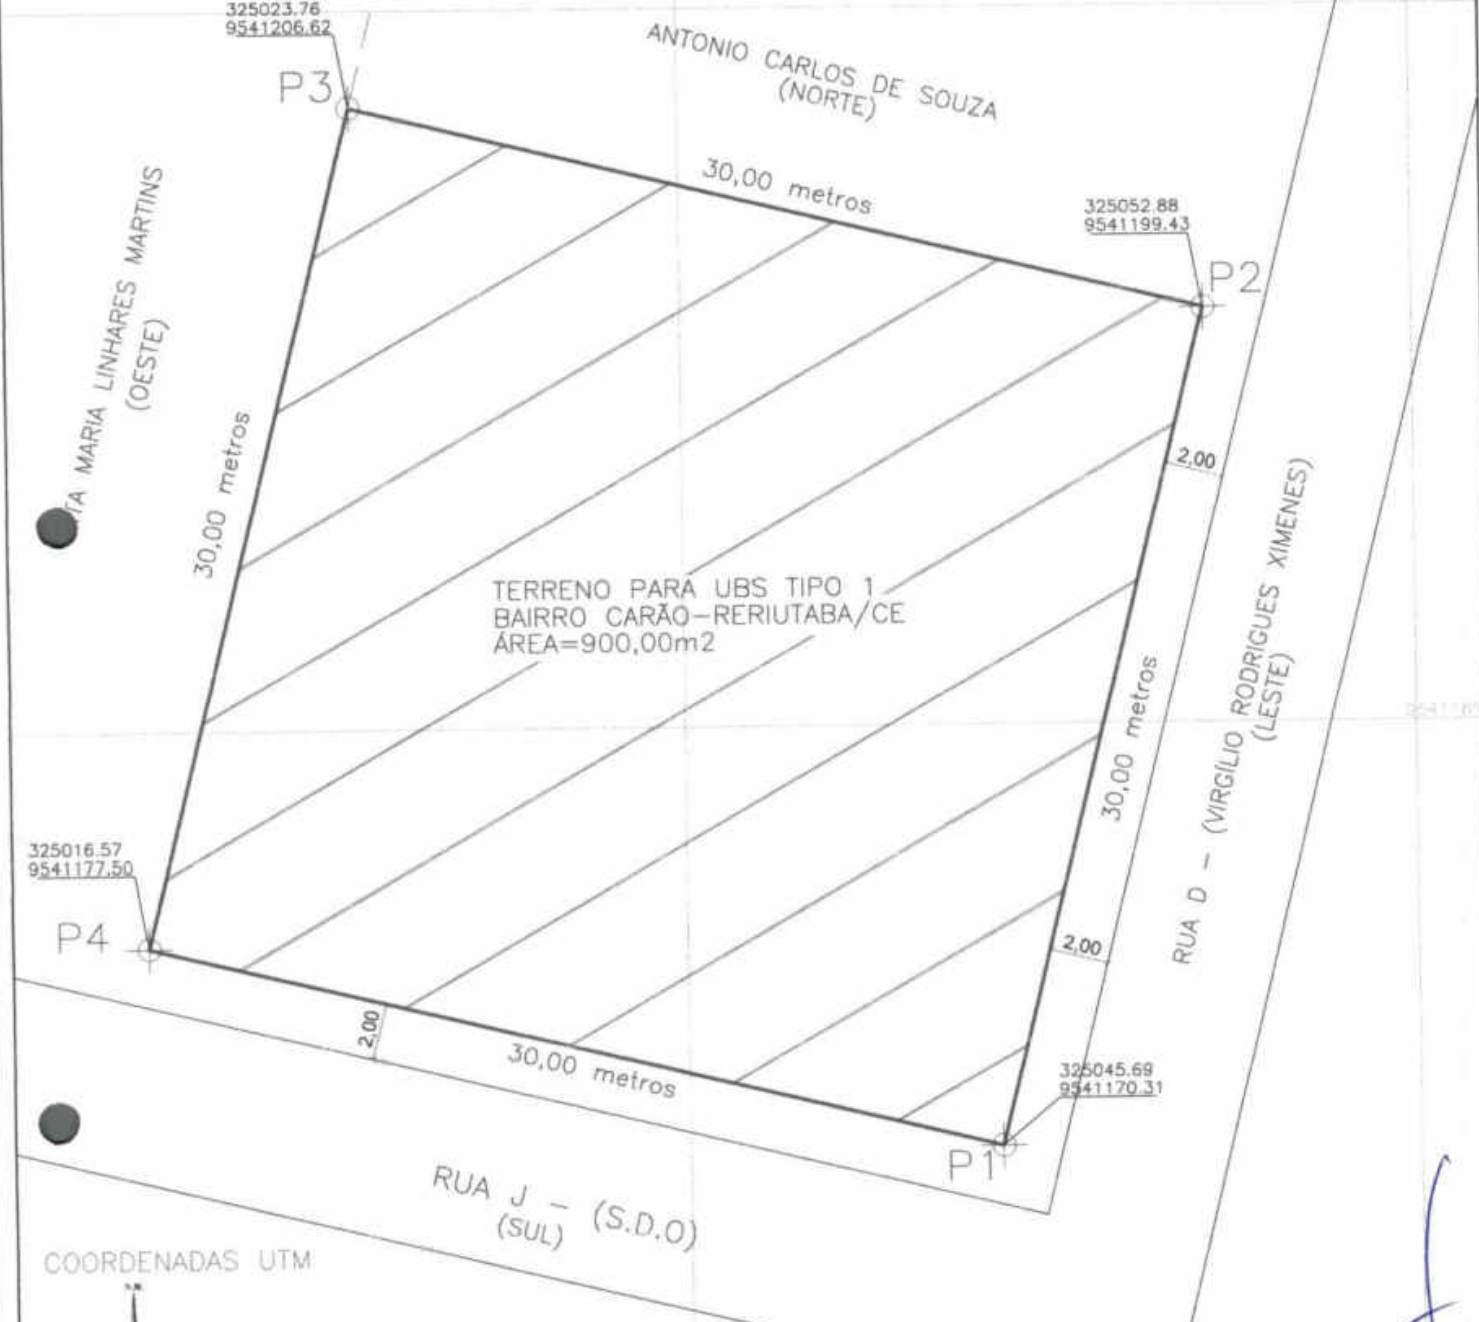 325023.76
9541206.62
P3
ANTONIO CARLOS DE SOUZA
(NORTE)
30,00 metros
325052.88
9541199.43
P2
MARIA LINHARES MARTINS
(OESTE)
30,00 metros
2,00
TERRENO PARA UBS TIPO 1
BAIRRO CARÃO-RERIUTABA/CE
ÁREA=900,00m2
30,00 metros
RUA D - (VIRGÍLIO RODRIGUES XIMENES)
(LESTE)
325016.57
9541177.50
P4
2,00
2,00
30,00 metros
325045.69
9541170.31
P1
RUA J - (S.D.O)
(SUL)
COORDENADAS UTM